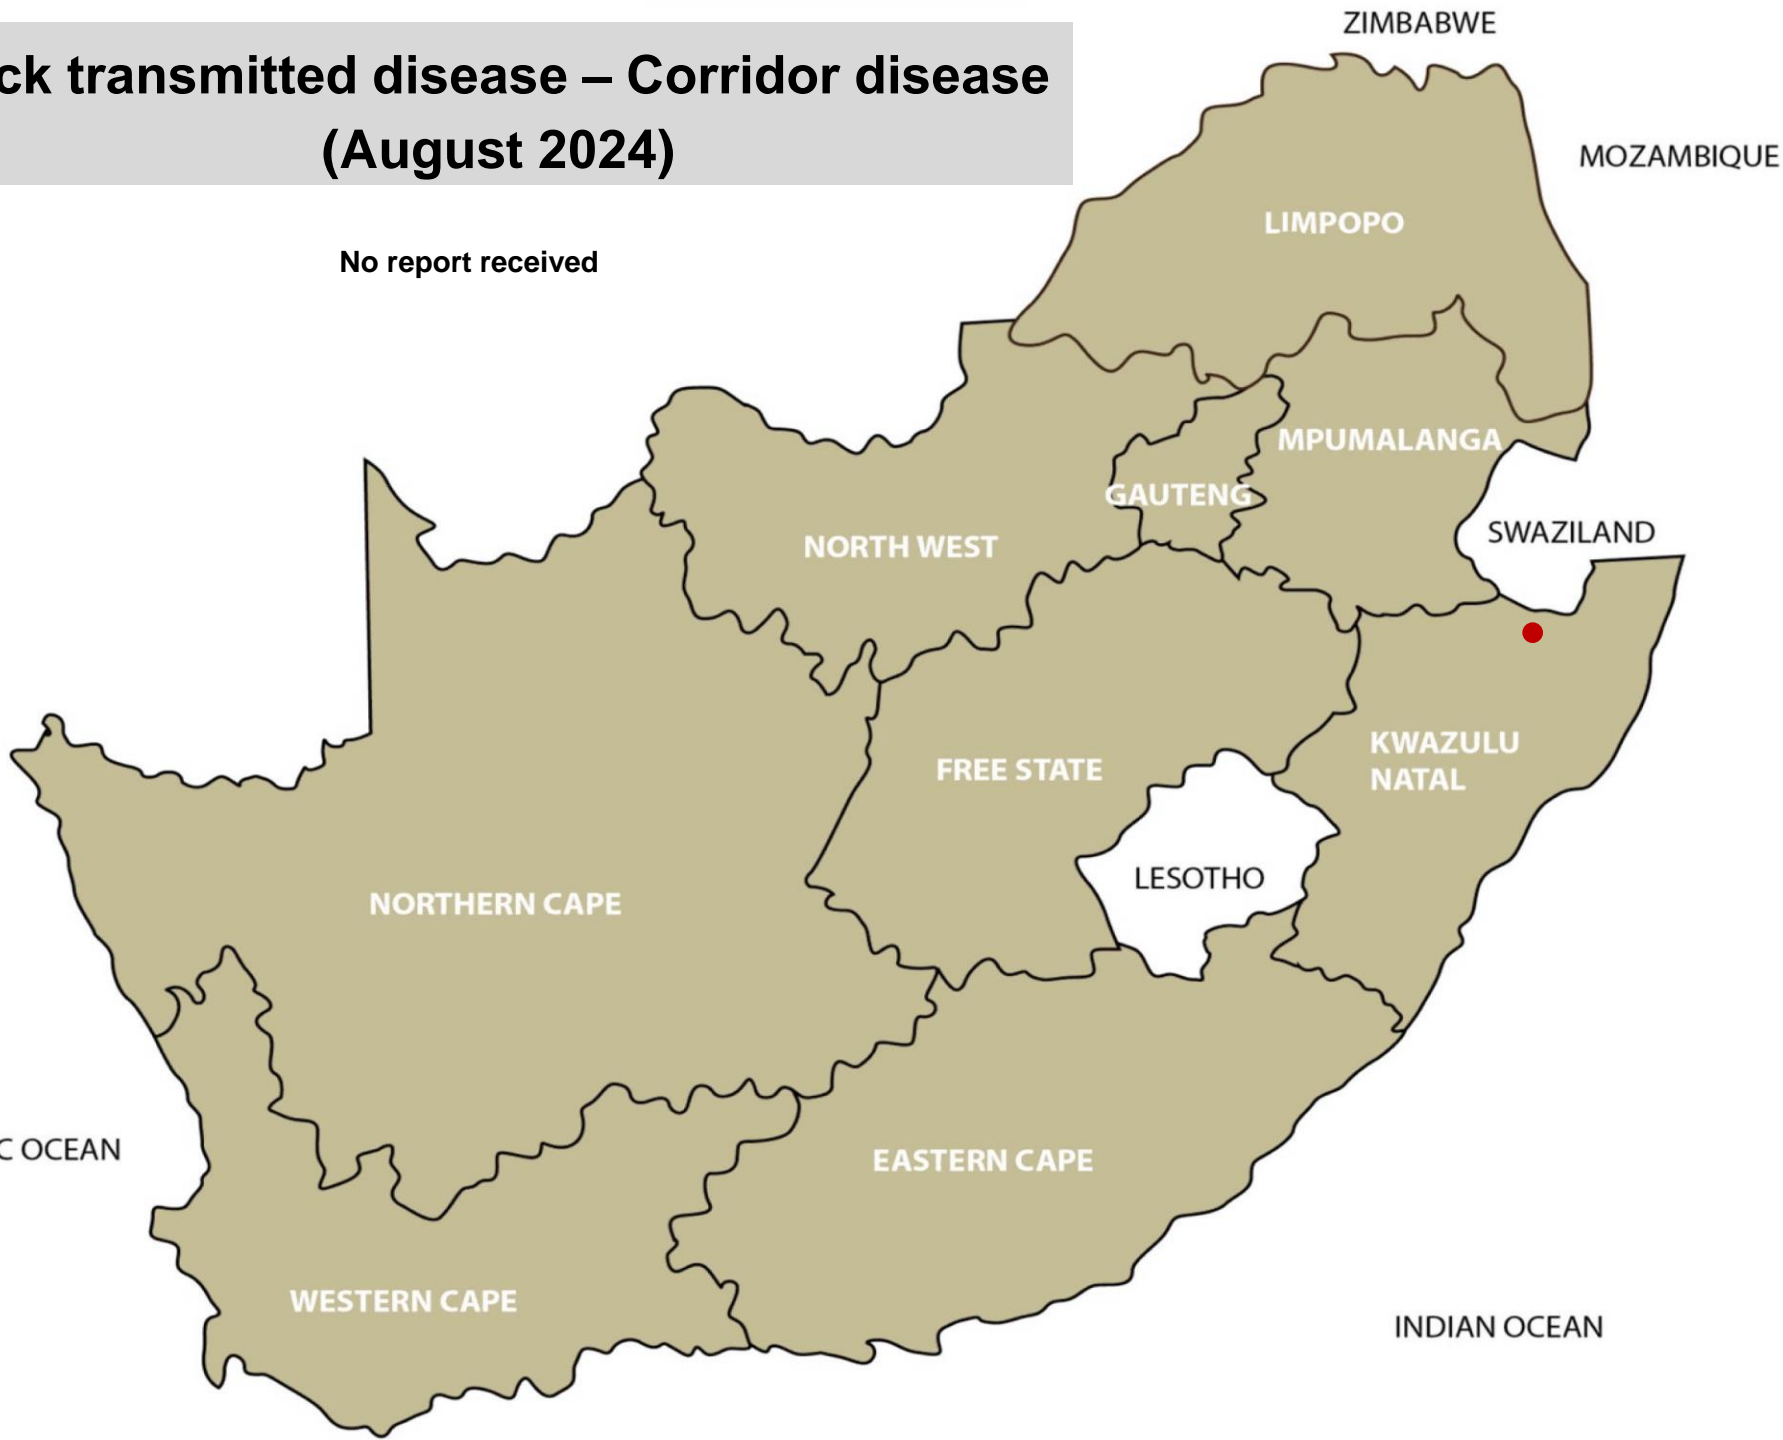 ck transmitted disease – Corridor disease
(August 2024)
No report received
ZIMBABWE
MOZAMBIQUE
LIMPOPO
MPUMALANGA
GAUTENG
NORTH WEST
SWAZILAND
KWAZULU
NATAL
FREE STATE
LESOTHO
NORTHERN CAPE
C OCEAN
EASTERN CAPE
WESTERN CAPE
INDIAN OCEAN